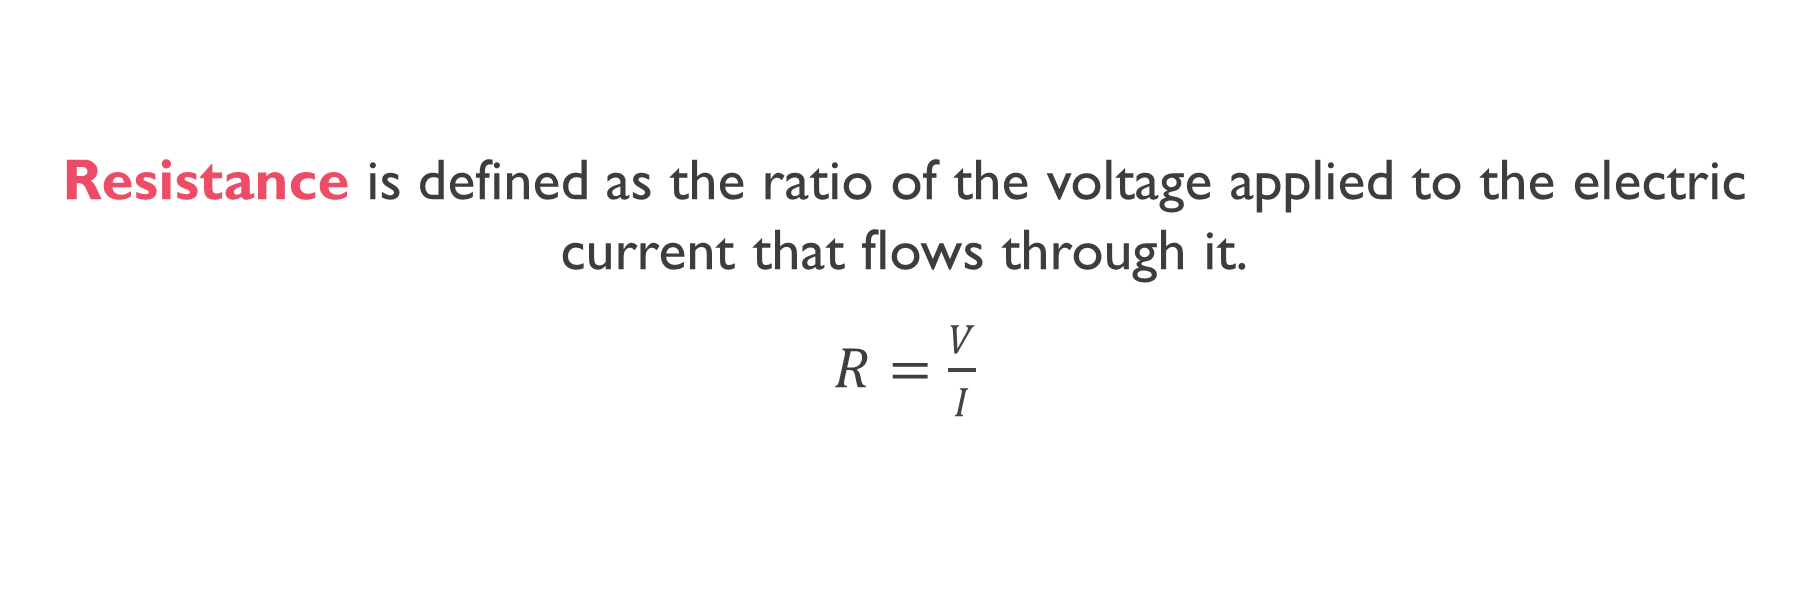 Resistance is defined as the ratio of the voltage applied to the electric
current that flows through it.
R = V/I